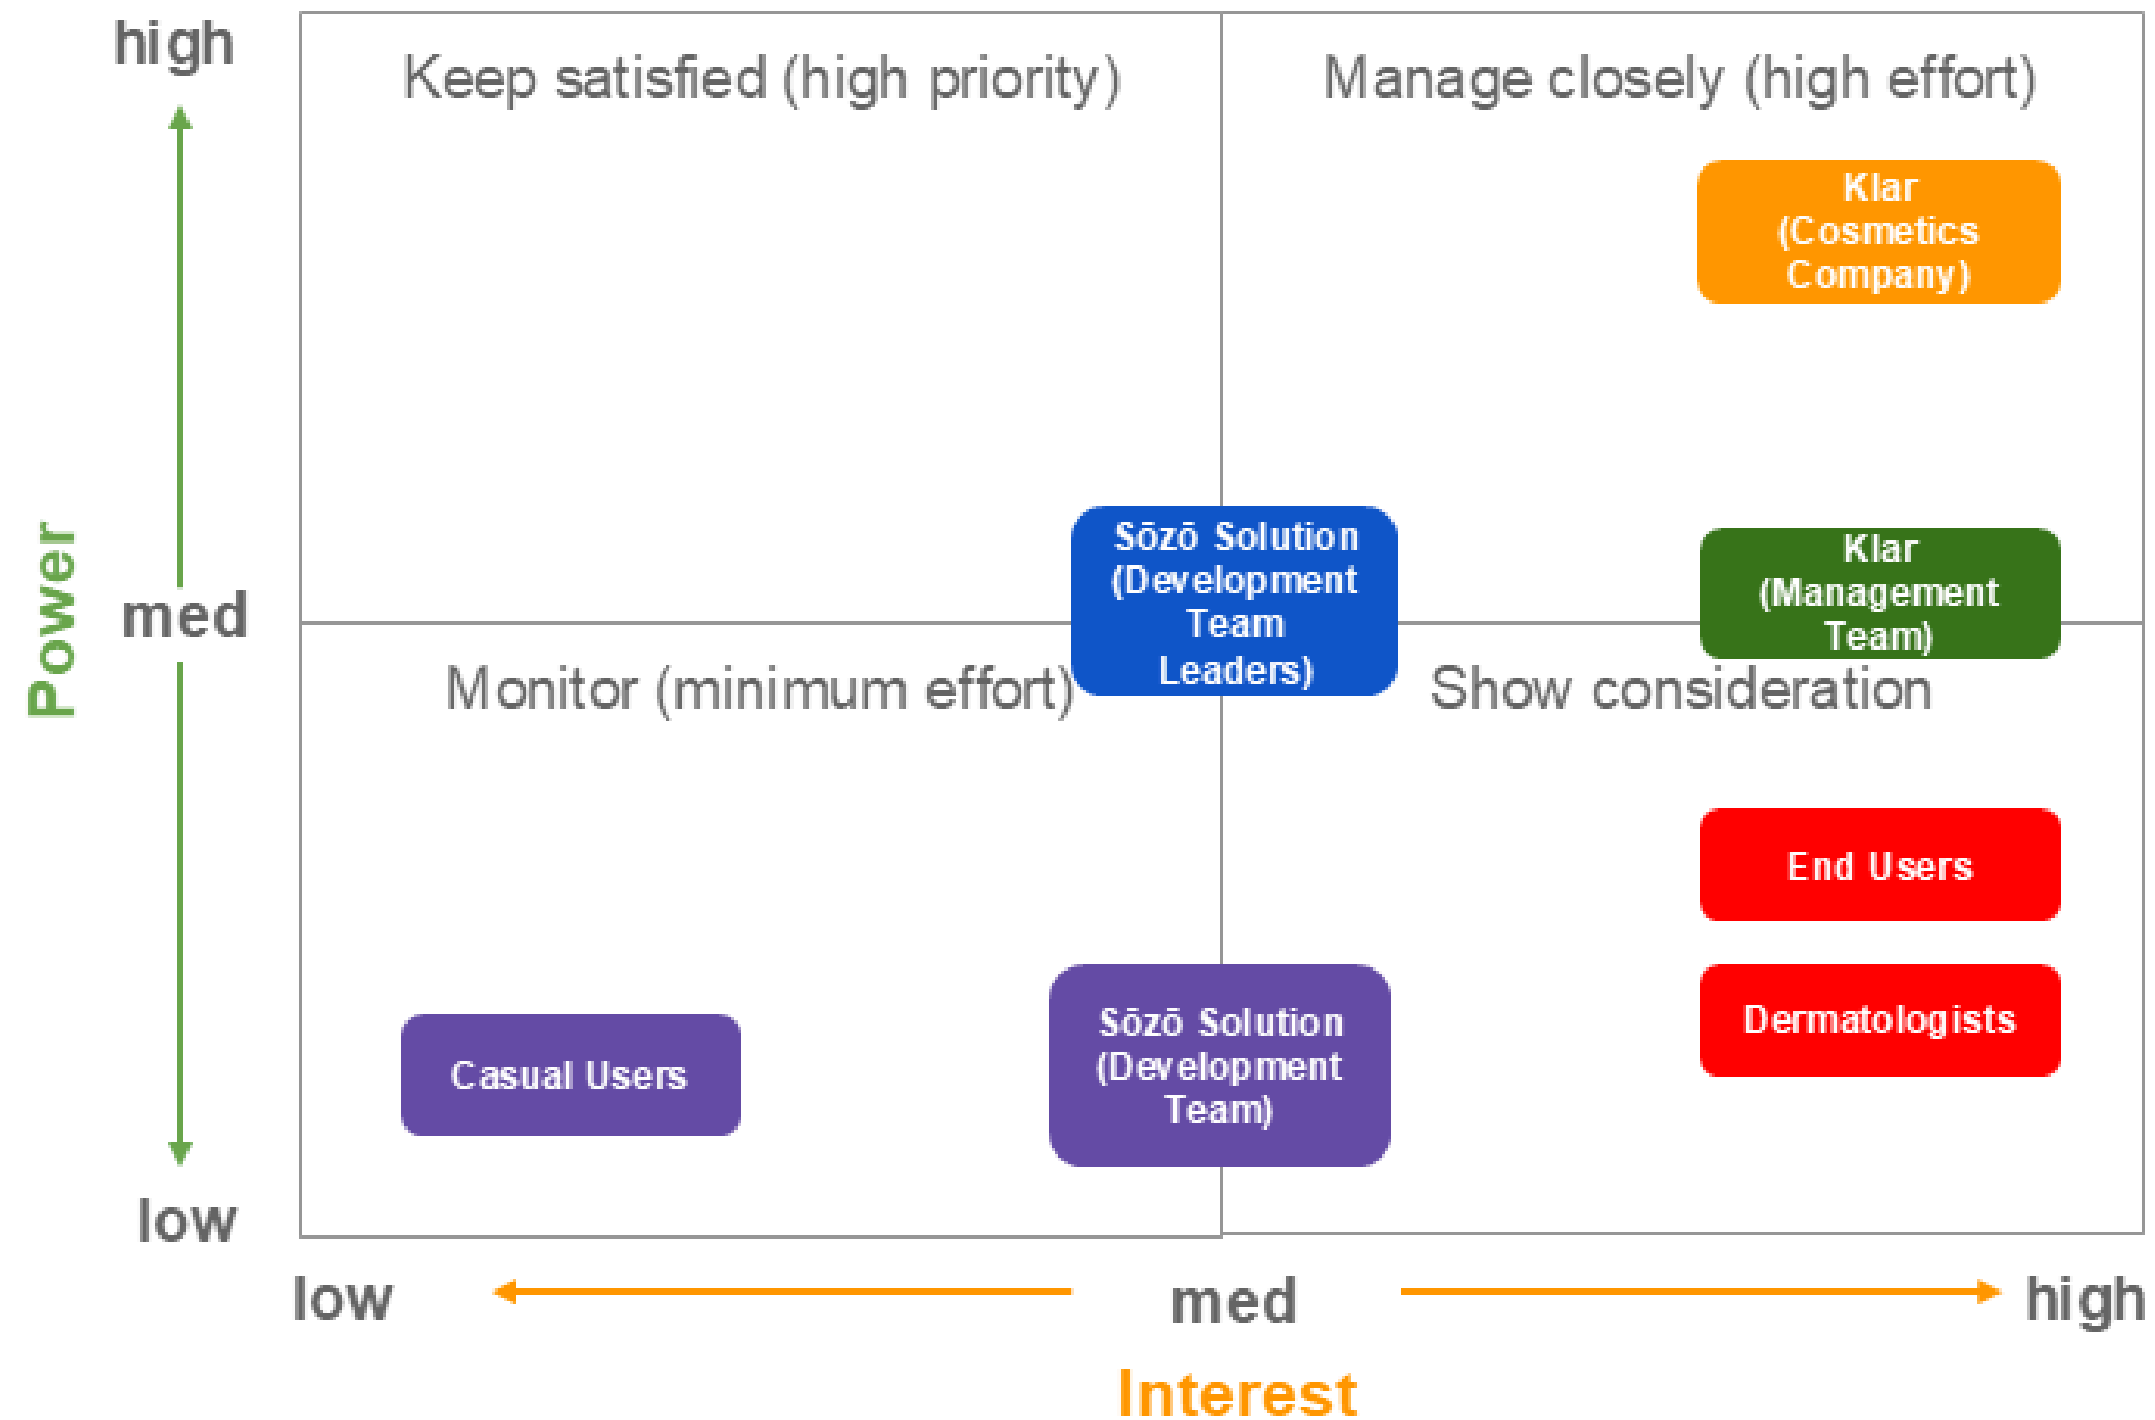 high
Keep satisfied (high priority)
Manage closely (high effort)
Klar
(Cosmetics
Company)
Power
med
Sōzō Solution
(Development
Team
Leaders)
Klar
(Management
Team)
Monitor (minimum effort)
Show consideration
End Users
Dermatologists
Casual Users
Sōzō Solution
(Development
Team)
low
low
med
high
Interest